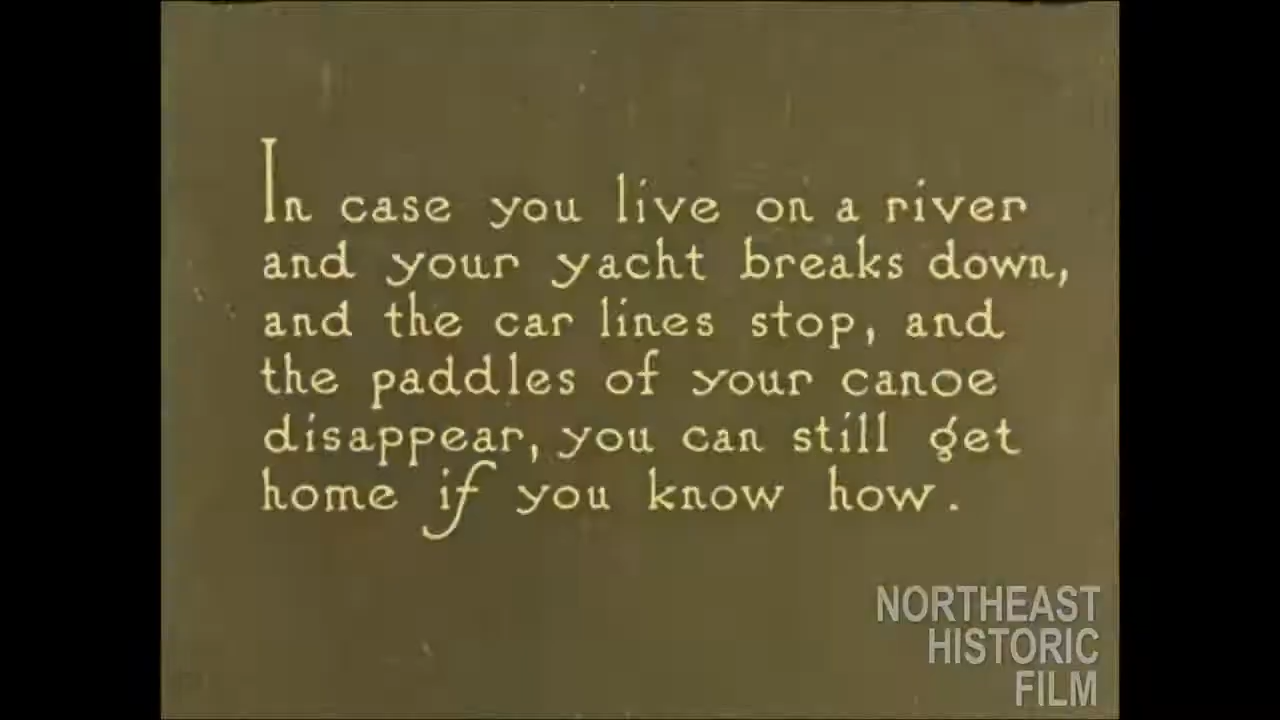 In case you live on a river
and your yacht breaks down,
and the car lines stop, and
the paddles of your canoe
disappear, you can still get
home if you know how.
NORTHEAST
HISTORIC
FILM